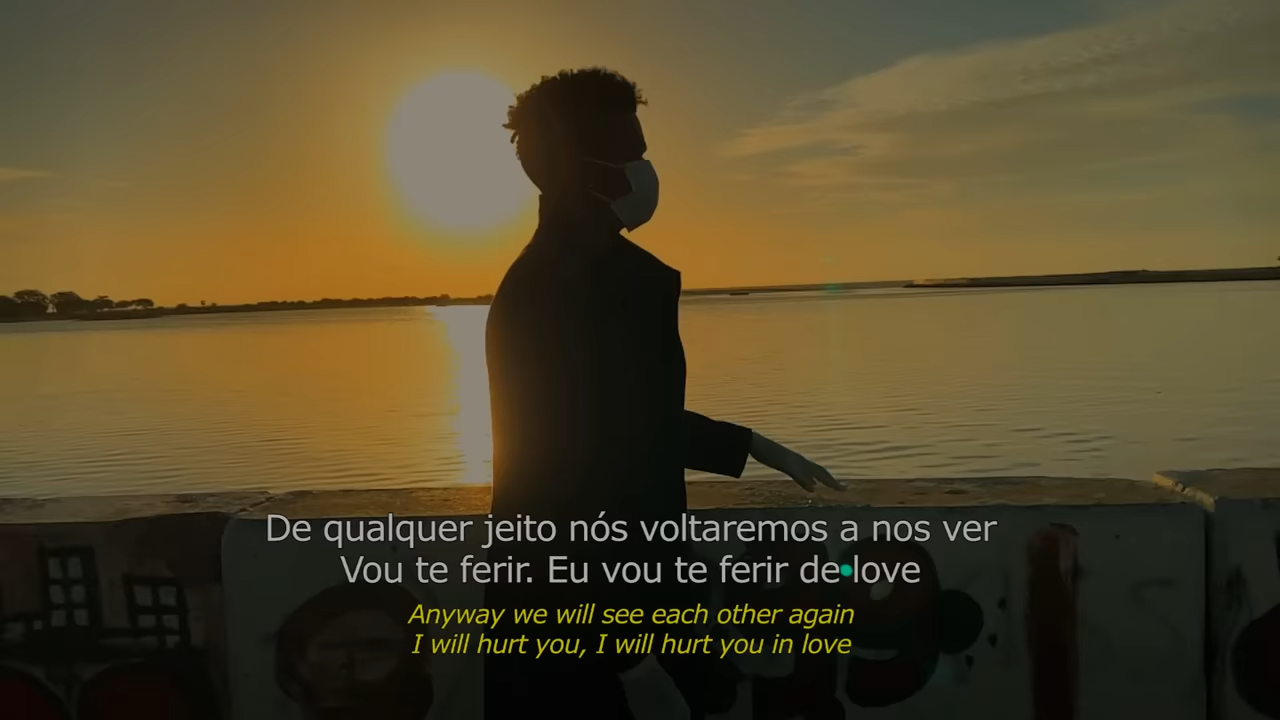 De qualquer jeito nós voltaremos a nos ver
Vou te ferir. Eu vou te ferir de love
Anyway we will see each other again
I will hurt you, I will hurt you in love